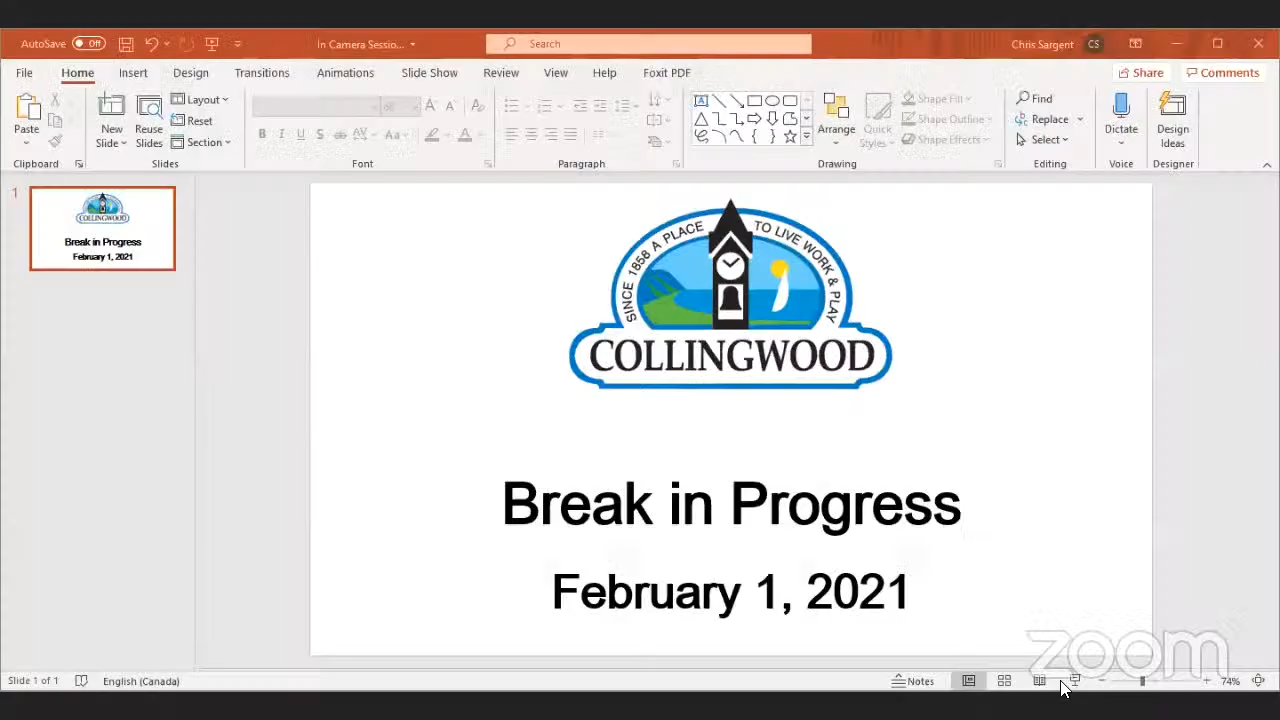 AutoSave Off In Camera Sessio... Search Chris Sargent CS
File Home Insert Design Transitions Animations Slide Show Review View Help Foxit PDF Share Comments
Paste
New Slide
Reuse Slides
Layout
Reset
Section
B I U S ab AV Aa A
Arrange
Quick Styles
Shape Fill
Shape Outline
Shape Effects
Find
Replace
Select
Dictate
Design Ideas
Clipboard Slides Font Paragraph Drawing Editing Voice Designer
1
COLLINGWOOD
Break in Progress
February 1, 2021
SINCE 1858 A PLACE TO LIVE WORK & PLAY
COLLINGWOOD
Break in Progress
February 1, 2021
zoom
Slide 1 of 1 English (Canada) Notes 74%